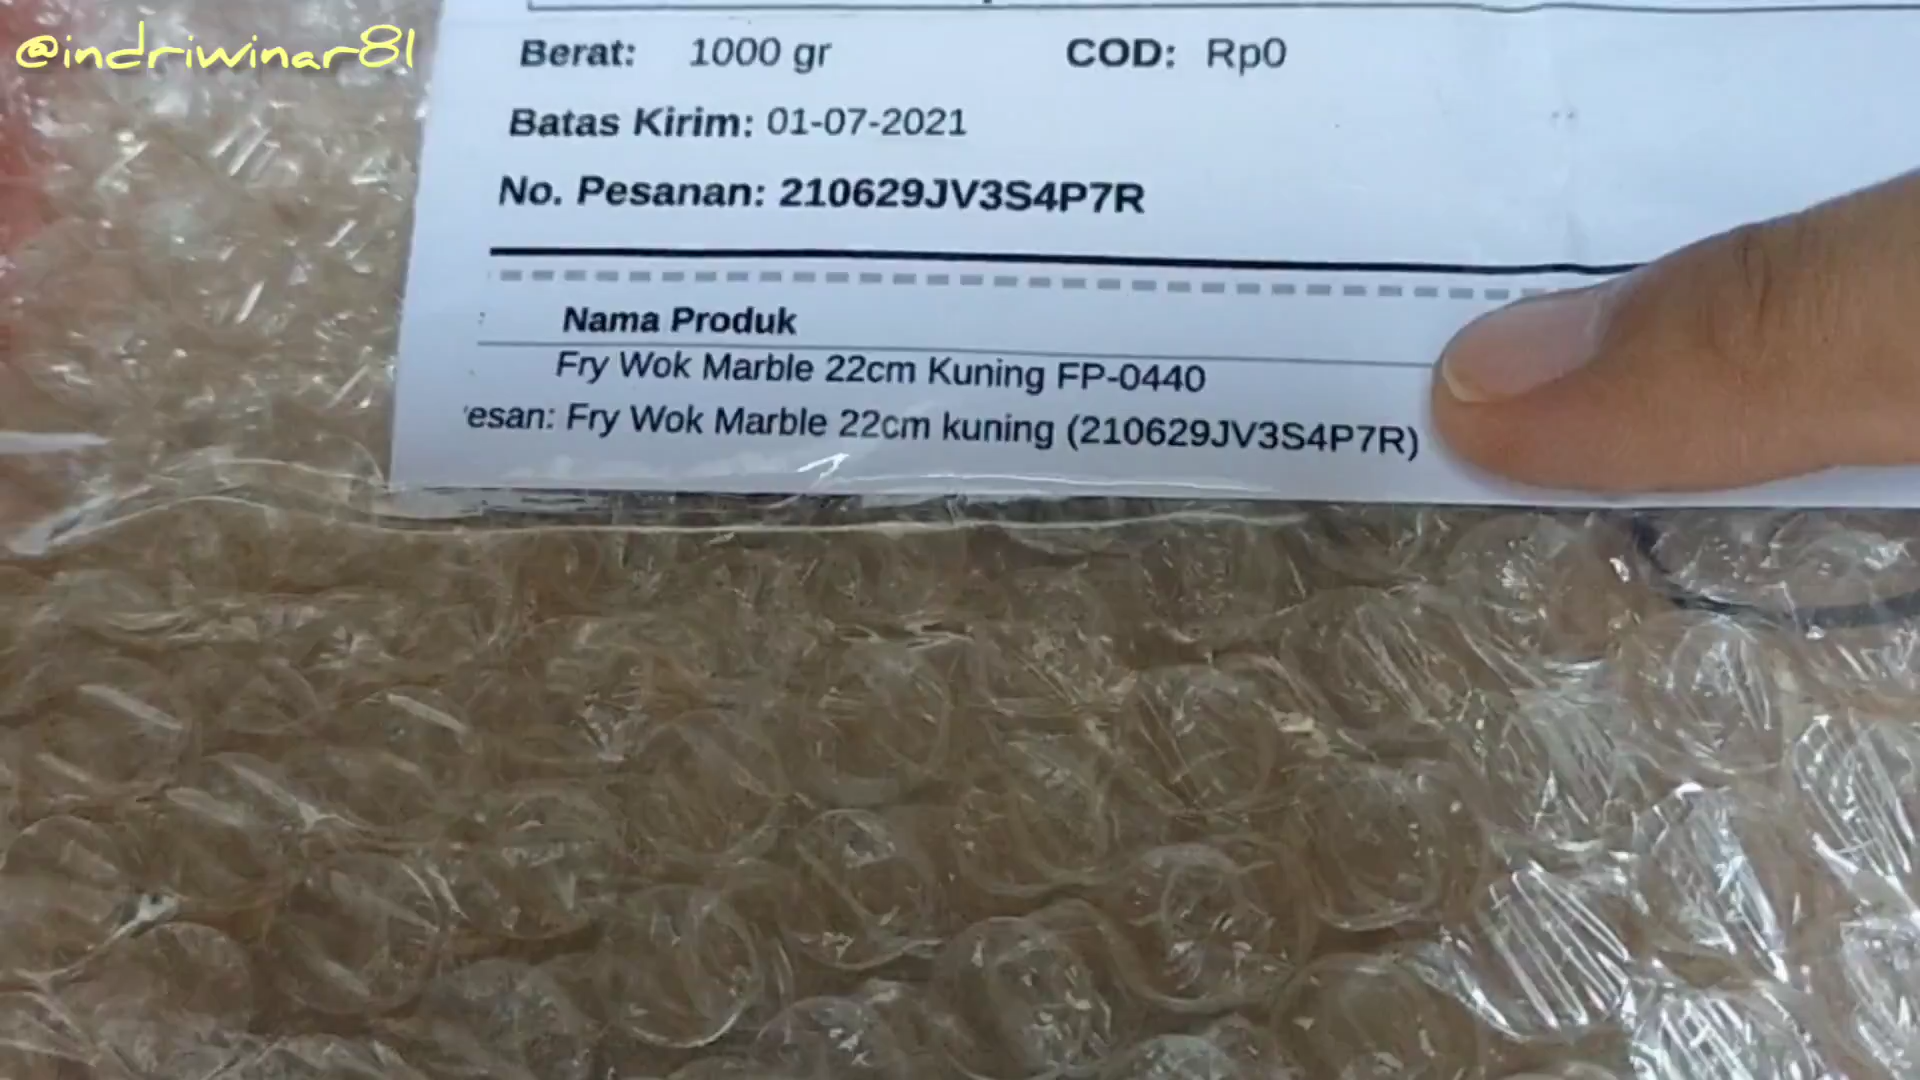 @indriwinar81
Berat: 1000 gr COD: Rp0
Batas Kirim: 01-07-2021
No. Pesanan: 210629JV3S4P7R
Nama Produk
Fry Wok Marble 22cm Kuning FP-0440
esan: Fry Wok Marble 22cm kuning (210629JV3S4P7R)